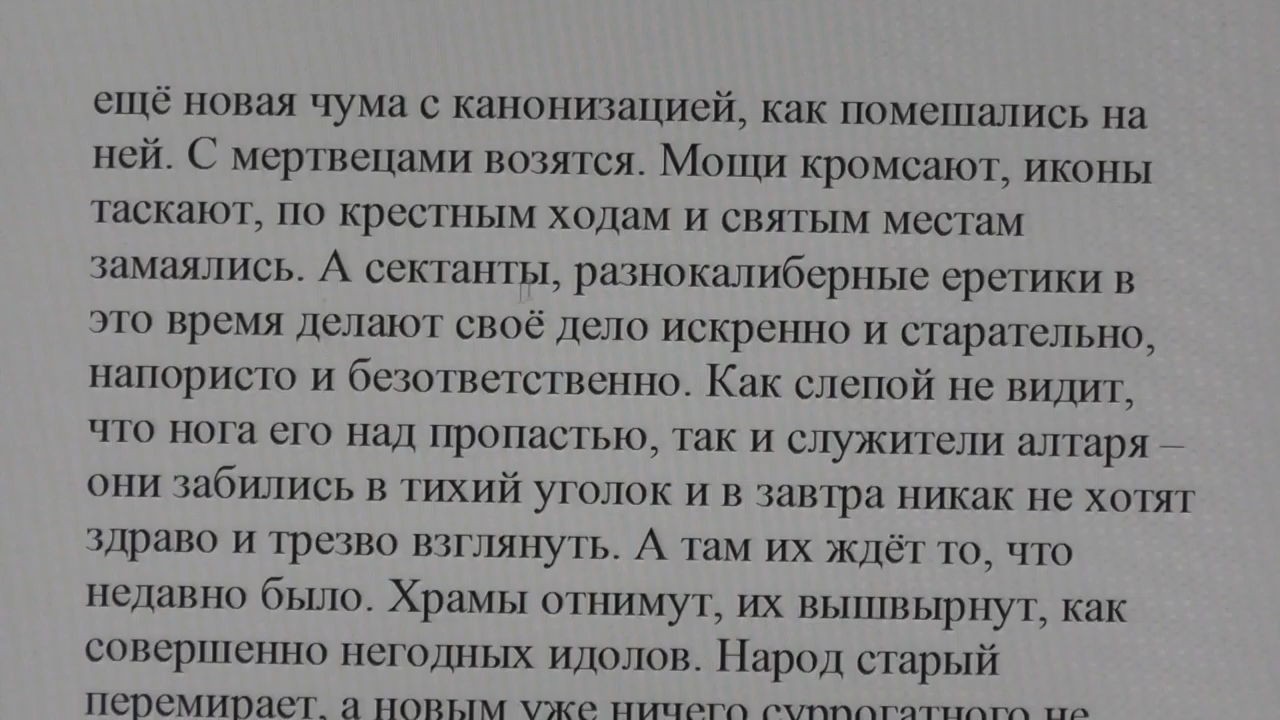 ещё новая чума с канонизацией, как помешались на
ней. С мертвецами возятся. Мощи кромсают, иконы
таскают, по крестным ходам и святым местам
замаялись. А сектанты, разнокалиберные еретики в
это время делают своё дело искренно и старательно,
напористо и безответственно. Как слепой не видит,
что нога его над пропастью, так и служители алтаря –
они забились в тихий уголок и в завтра никак не хотят
здраво и трезво взглянуть. А там их ждёт то, что
недавно было. Храмы отнимут, их вышвырнут, как
совершенно негодных идолов. Народ старый
перемирает, а новым уже ничего суррогатного не